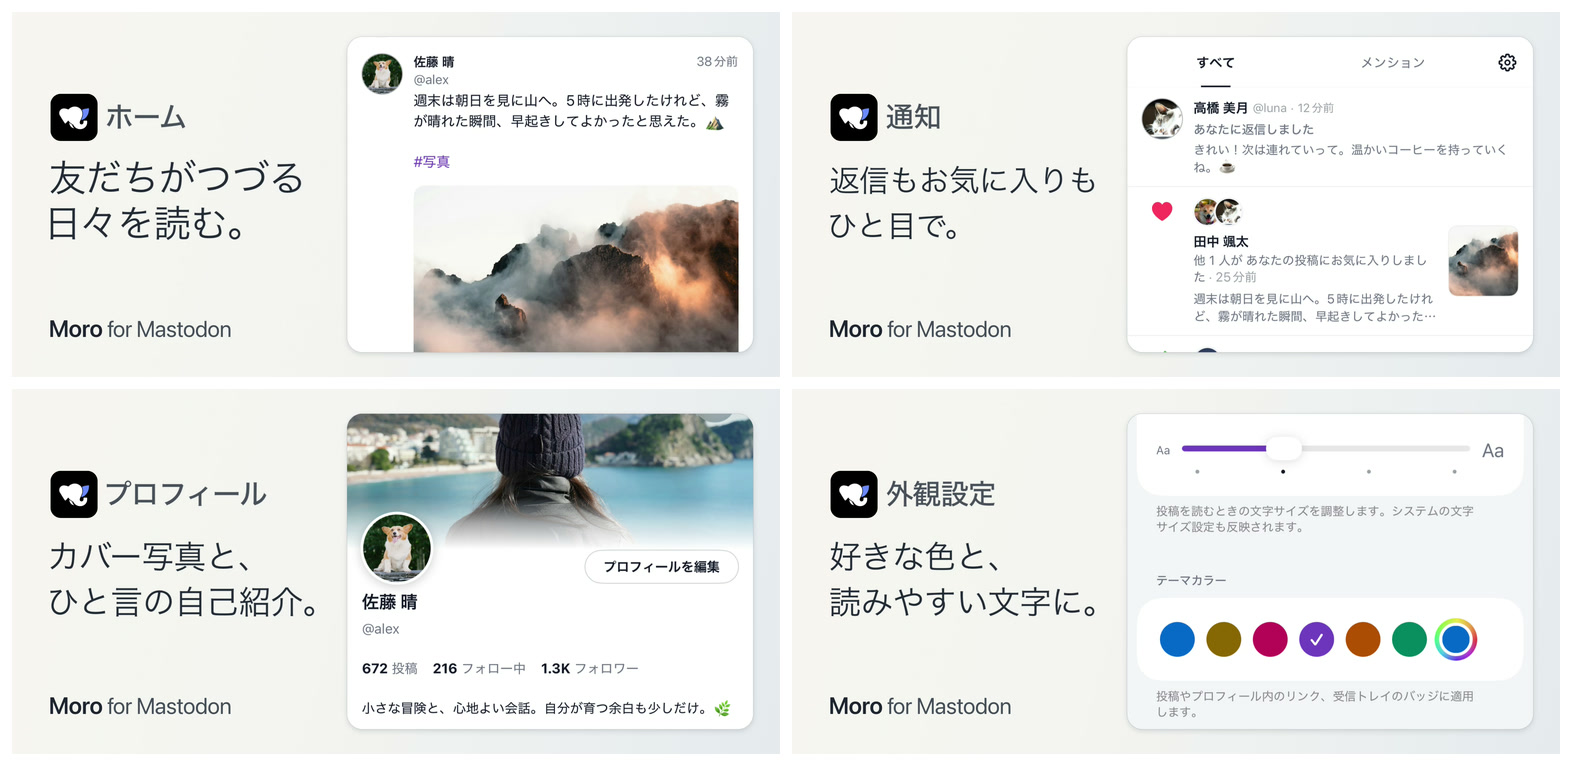 ホーム
友だちがつづる
日々を読む。
Moro for Mastodon
佐藤 晴
38分前
@alex
週末は朝日を見に山へ。5時に出発したけれど、霧
が晴れた瞬間、早起きしてよかったと思えた。⛰️
#写真
通知
返信もお気に入りも
ひと目で。
Moro for Mastodon
すべて
メンション
高橋 美月 @luna · 12分前
あなたに返信しました
きれい！次は連れていって。温かいコーヒーを持っていく
ね。☕
田中 颯太
他 1 人が あなたの投稿にお気に入りしまし
た · 25分前
週末は朝日を見に山へ。5時に出発したけれ
ど、霧が晴れた瞬間、早起きしてよかった…
プロフィール
カバー写真と、
ひと言の自己紹介。
Moro for Mastodon
プロフィールを編集
佐藤 晴
@alex
672 投稿 216 フォロー中 1.3K フォロワー
小さな冒険と、心地よい会話。自分が育つ余白も少しだけ。🌿
外観設定
好きな色と、
読みやすい文字に。
Moro for Mastodon
Aa
Aa
投稿を読むときの文字サイズを調整します。システムの文字
サイズ設定も反映されます。
テーマカラー
投稿やプロフィール内のリンク、受信トレイのバッジに適用
します。